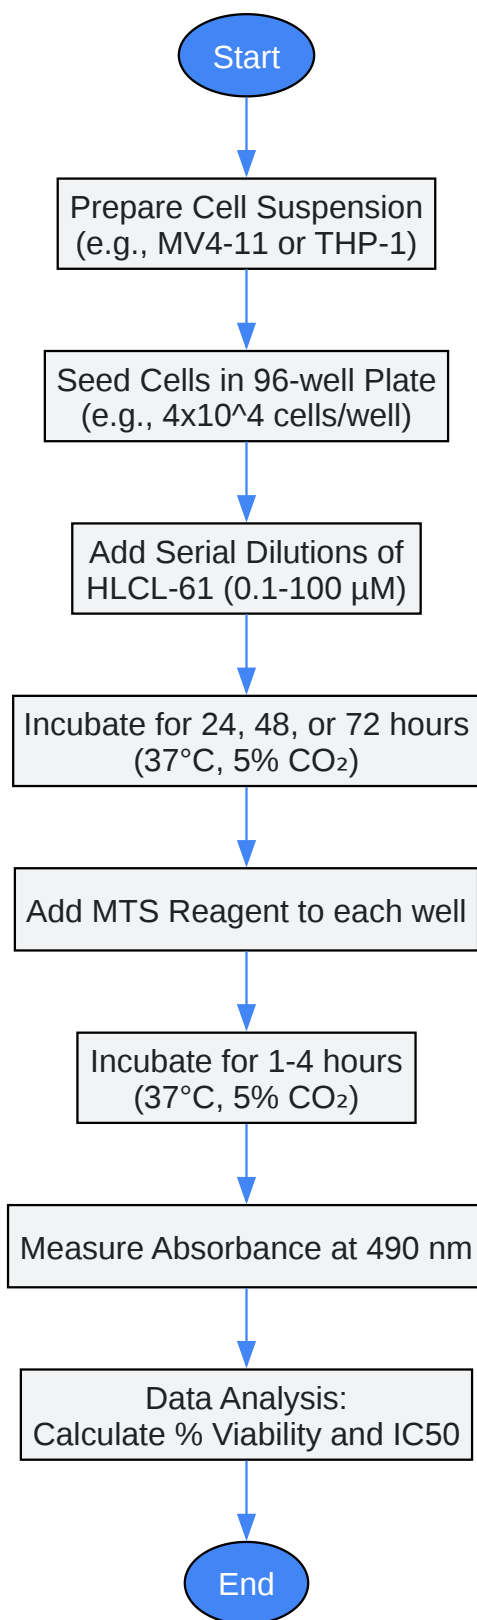 Start
Prepare Cell Suspension
(e.g., MV4-11 or THP-1)
Seed Cells in 96-well Plate
(e.g., 4x10^4 cells/well)
Add Serial Dilutions of
HLCL-61 (0.1-100 µM)
Incubate for 24, 48, or 72 hours
(37°C, 5% CO₂)
Add MTS Reagent to each well
Incubate for 1-4 hours
(37°C, 5% CO₂)
Measure Absorbance at 490 nm
Data Analysis:
Calculate % Viability and IC50
End